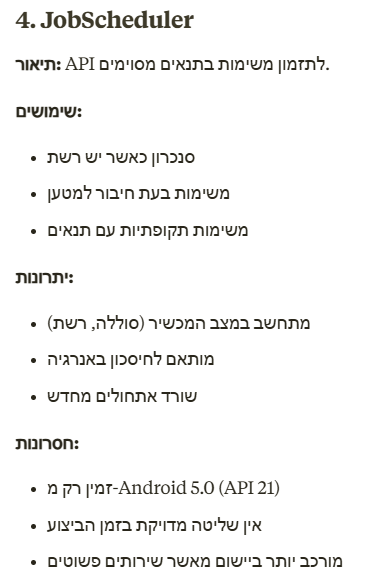 4. JobScheduler
תיאור: API לתזמון משימות בתנאים מסוימים.
שימושים:
• סנכרון כאשר יש רשת
• משימות בעת חיבור למטען
• משימות תקופתיות עם תנאים
יתרונות:
• מתחשב במצב המכשיר (סוללה, רשת)
• מותאם לחיסכון באנרגיה
• שורד אתחולים מחדש
חסרונות:
• זמין רק מ-Android 5.0 (API 21)
• אין שליטה מדויקת בזמן הביצוע
• מורכב יותר ביישום מאשר שירותים פשוטים